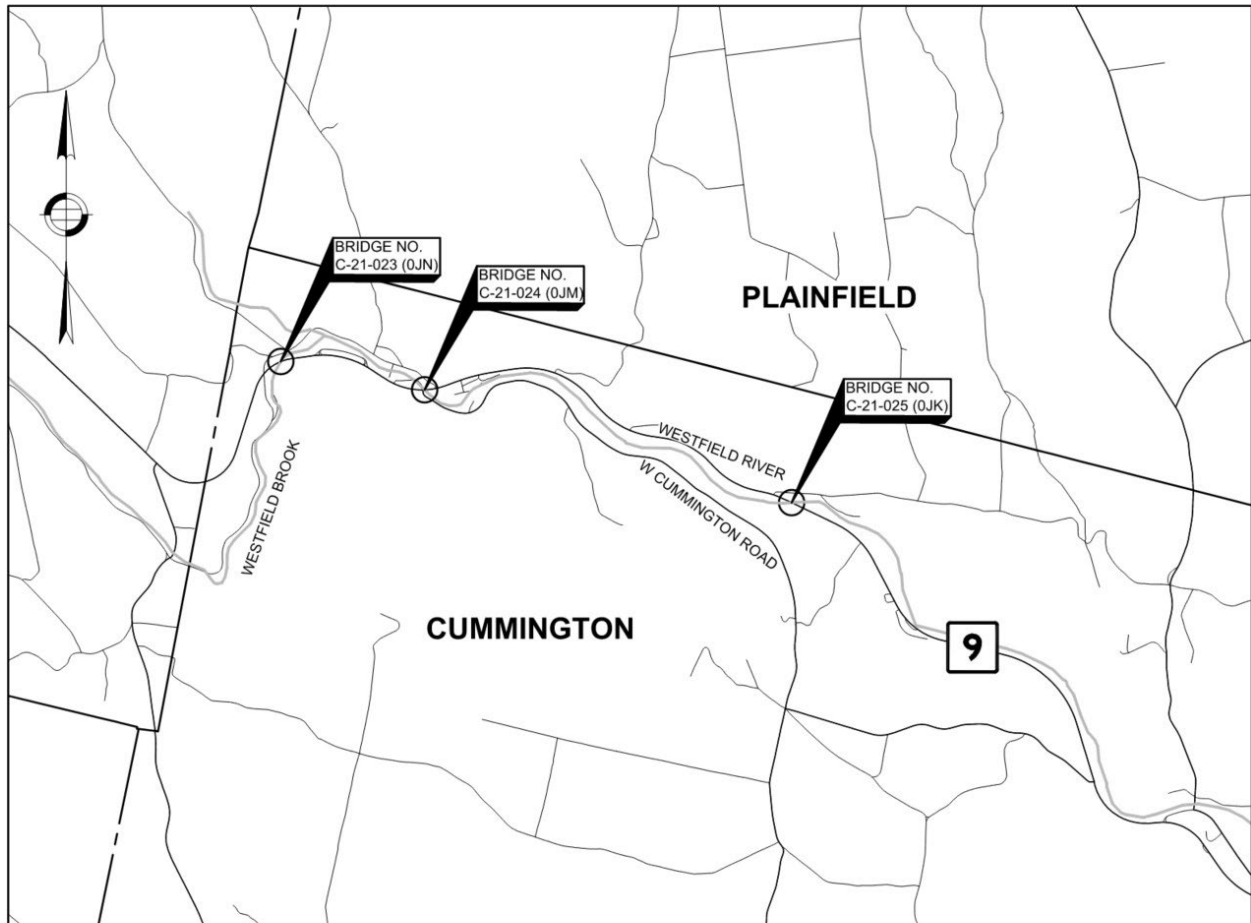 BRIDGE NO.
C-21-023 (0JN)
BRIDGE NO.
C-21-024 (0JM)
PLAINFIELD
BRIDGE NO.
C-21-025 (0JK)
WESTFIELD RIVER
W CUMMINGTON ROAD
WESTFIELD BROOK
CUMMINGTON
9